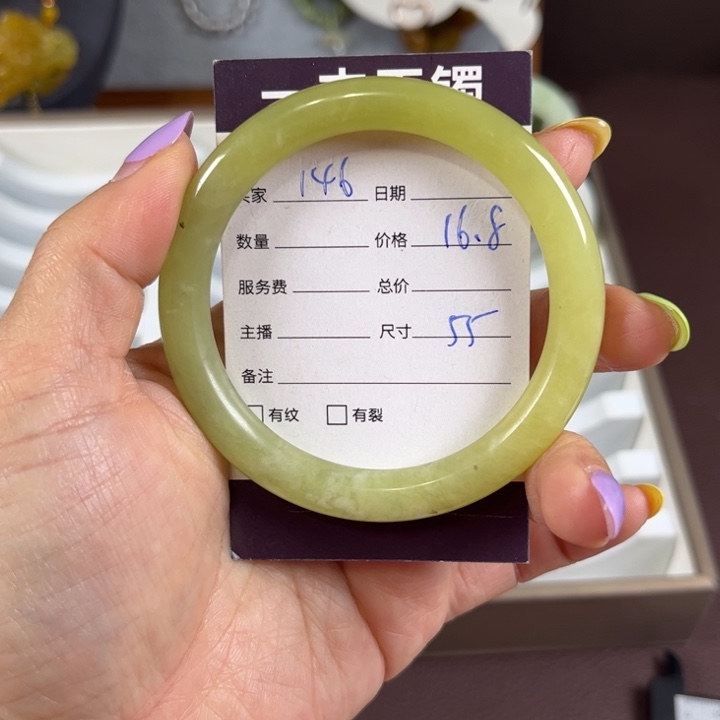 家 146 日期
数量 价格 16.8
服务费 总价
主播 尺寸 55
备注
有纹 有裂